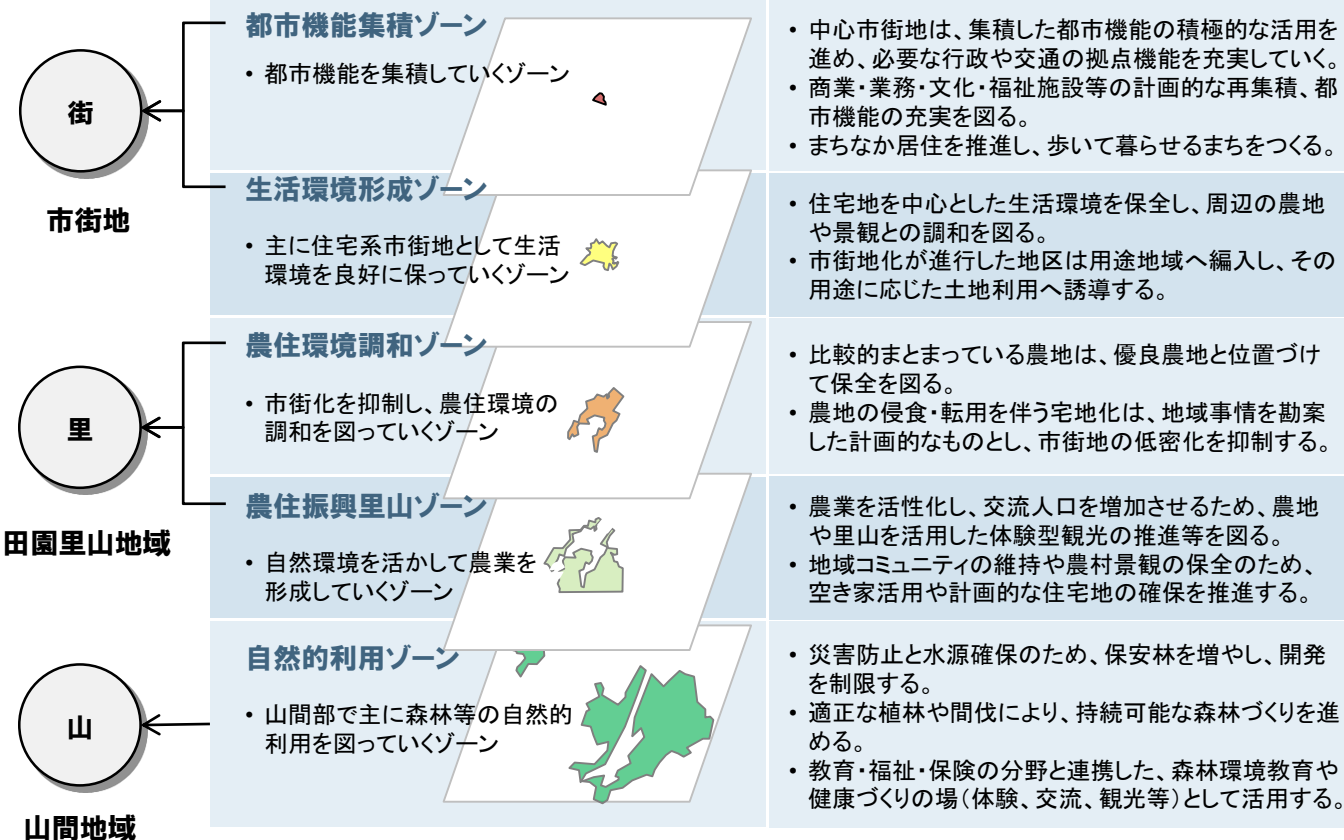 街
市街地
都市機能集積ゾーン
• 都市機能を集積していくゾーン
• 中心市街地は、集積した都市機能の積極的な活用を
進め、必要な行政や交通の拠点機能を充実していく。
• 商業・業務・文化・福祉施設等の計画的な再集積、都
市機能の充実を図る。
• まちなか居住を推進し、歩いて暮らせるまちをつくる。
生活環境形成ゾーン
• 主に住宅系市街地として生活
環境を良好に保っていくゾーン
• 住宅地を中心とした生活環境を保全し、周辺の農地
や景観との調和を図る。
• 市街地化が進行した地区は用途地域へ編入し、その
用途に応じた土地利用へ誘導する。
里
田園里山地域
農住環境調和ゾーン
• 市街化を抑制し、農住環境の
調和を図っていくゾーン
• 比較的まとまっている農地は、優良農地と位置づけ
て保全を図る。
• 農地の侵食・転用を伴う宅地化は、地域事情を勘案
した計画的なものとし、市街地の低密化を抑制する。
農住振興里山ゾーン
• 自然環境を活かして農業を
形成していくゾーン
• 農業を活性化し、交流人口を増加させるため、農地
や里山を活用した体験型観光の推進等を図る。
• 地域コミュニティの維持や農村景観の保全のため、
空き家活用や計画的な住宅地の確保を推進する。
山
山間地域
自然的利用ゾーン
• 山間部で主に森林等の自然的
利用を図っていくゾーン
• 災害防止と水源確保のため、保安林を増やし、開発
を制限する。
• 適正な植林や間伐により、持続可能な森林づくりを進
める。
• 教育・福祉・保険の分野と連携した、森林環境教育や
健康づくりの場（体験、交流、観光等）として活用する。